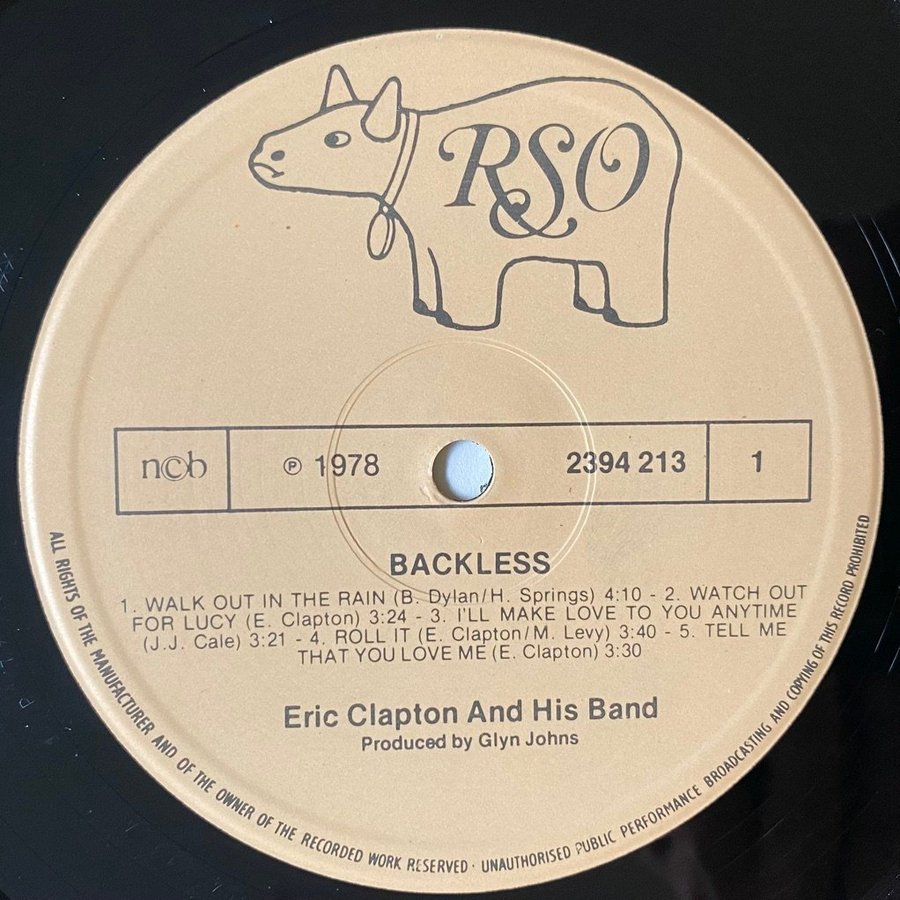 RSO
n©b
℗ 1978
2394 213
1
BACKLESS
1. WALK OUT IN THE RAIN (B. Dylan/H. Springs) 4:10 - 2. WATCH OUT
FOR LUCY (E. Clapton) 3:24 - 3. I'LL MAKE LOVE TO YOU ANYTIME
(J.J. Cale) 3:21 - 4. ROLL IT (E. Clapton/M. Levy) 3:40 - 5. TELL ME
THAT YOU LOVE ME (E. Clapton) 3:30
Eric Clapton And His Band
Produced by Glyn Johns
ALL RIGHTS OF THE MANUFACTURER AND OF THE OWNER OF THE RECORDED WORK RESERVED · UNAUTHORISED PUBLIC PERFORMANCE BROADCASTING AND COPYING OF THIS RECORD PROHIBITED